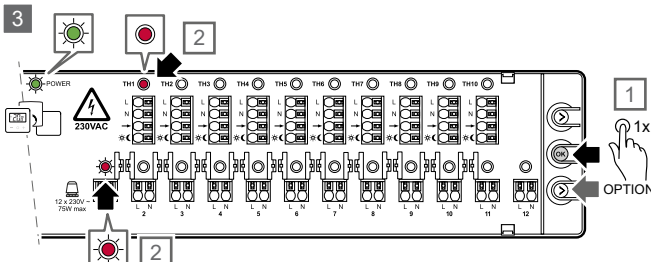 3
2
POWER
TH1 TH2 TH3 TH4 TH5 TH6 TH7 TH8 TH9 TH10
230VAC
L L L L L L L L L L
N N N N N N N N N N
1
1x
OK
OPTION
12 x 230V ~
75W max
L N L N L N L N L N L N L N L N L N L N L N
2 3 4 5 6 7 8 9 10 11 12
2